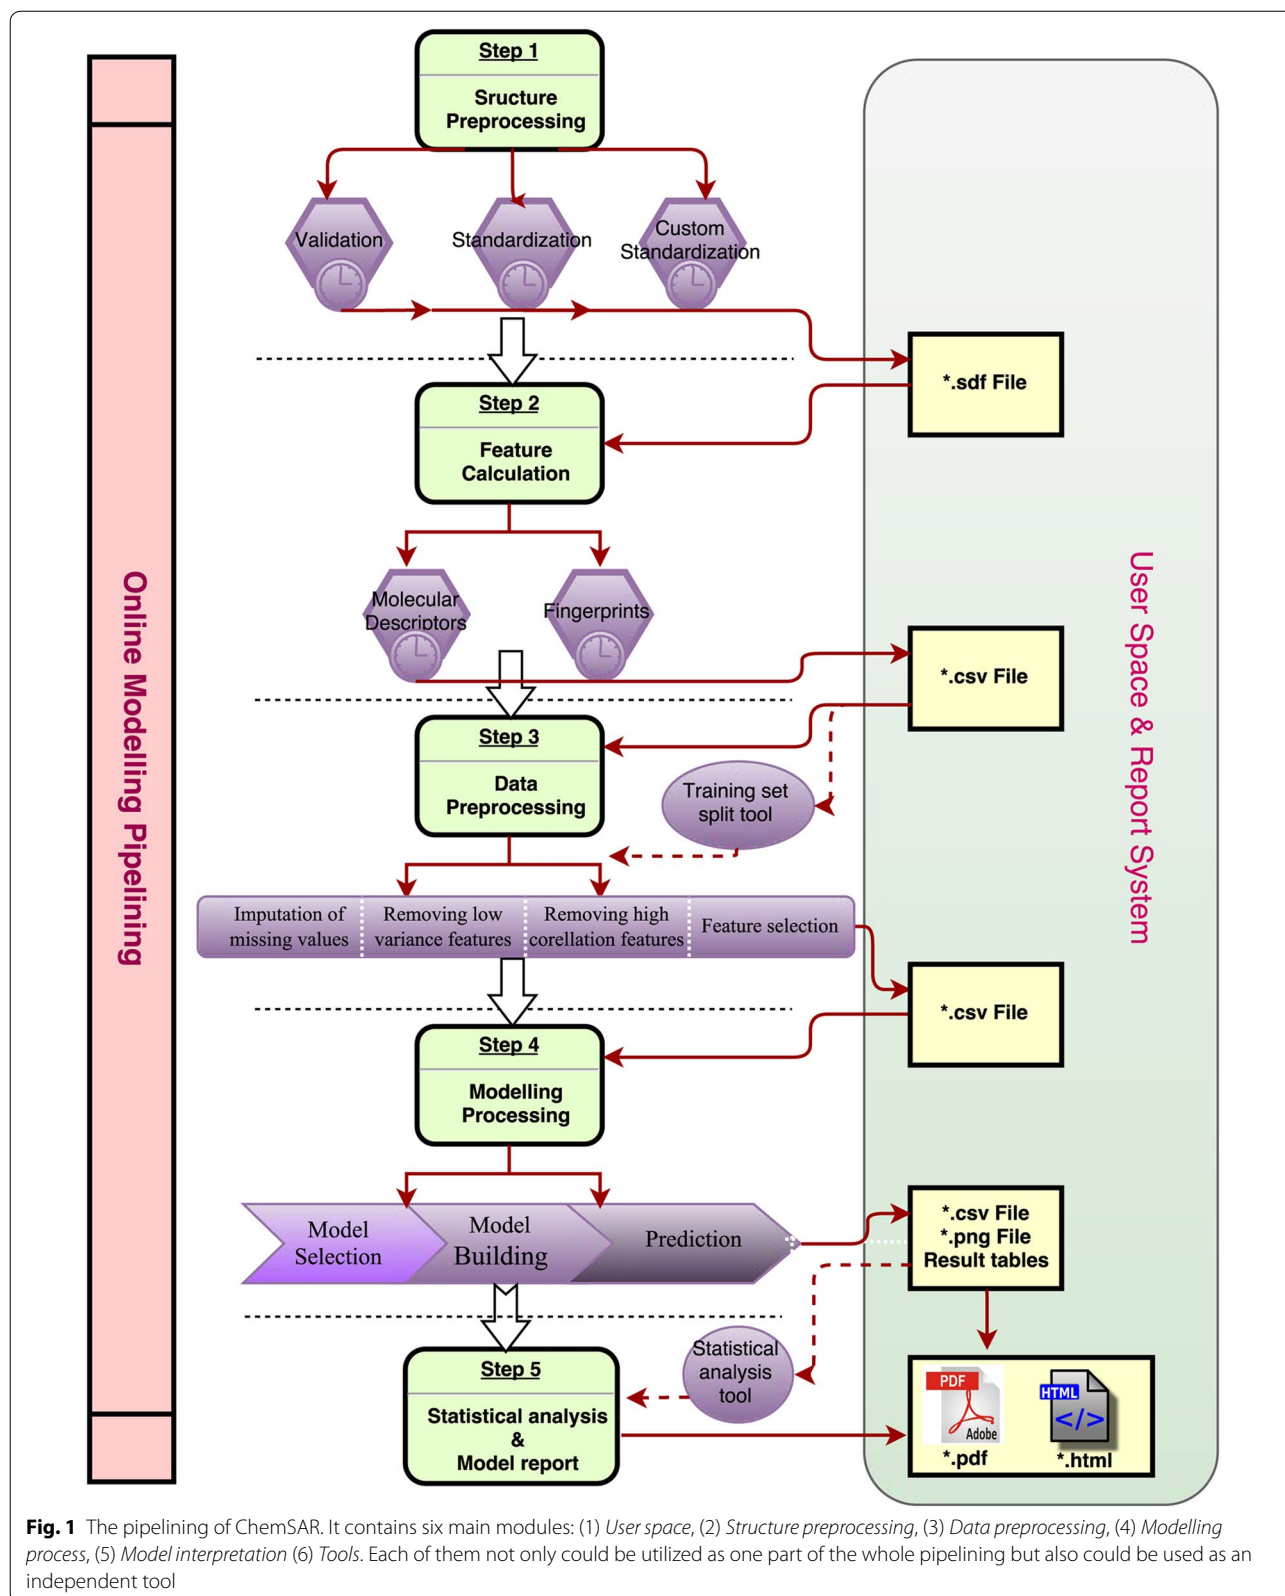 Step 1
Sructure
Preprocessing
Validation
Standardization
Custom
Standardization
*.sdf File
Step 2
Feature
Calculation
Molecular
Descriptors
Fingerprints
*.csv File
Step 3
Data
Preprocessing
Training set
split tool
Imputation of
missing values
Removing low
variance features
Removing high
corellation features
Feature selection
*.csv File
Step 4
Modelling
Processing
Model
Selection
Model
Building
Prediction
*.csv File
*.png File
Result tables
Statistical
analysis
tool
Step 5
Statistical analysis
&
Model report
PDF
Adobe
*.pdf
HTML
</>
*.html
Online Modelling Pipelining
User Space & Report System
Fig. 1 The pipelining of ChemSAR. It contains six main modules: (1) User space, (2) Structure preprocessing, (3) Data preprocessing, (4) Modelling
process, (5) Model interpretation (6) Tools. Each of them not only could be utilized as one part of the whole pipelining but also could be used as an
independent tool